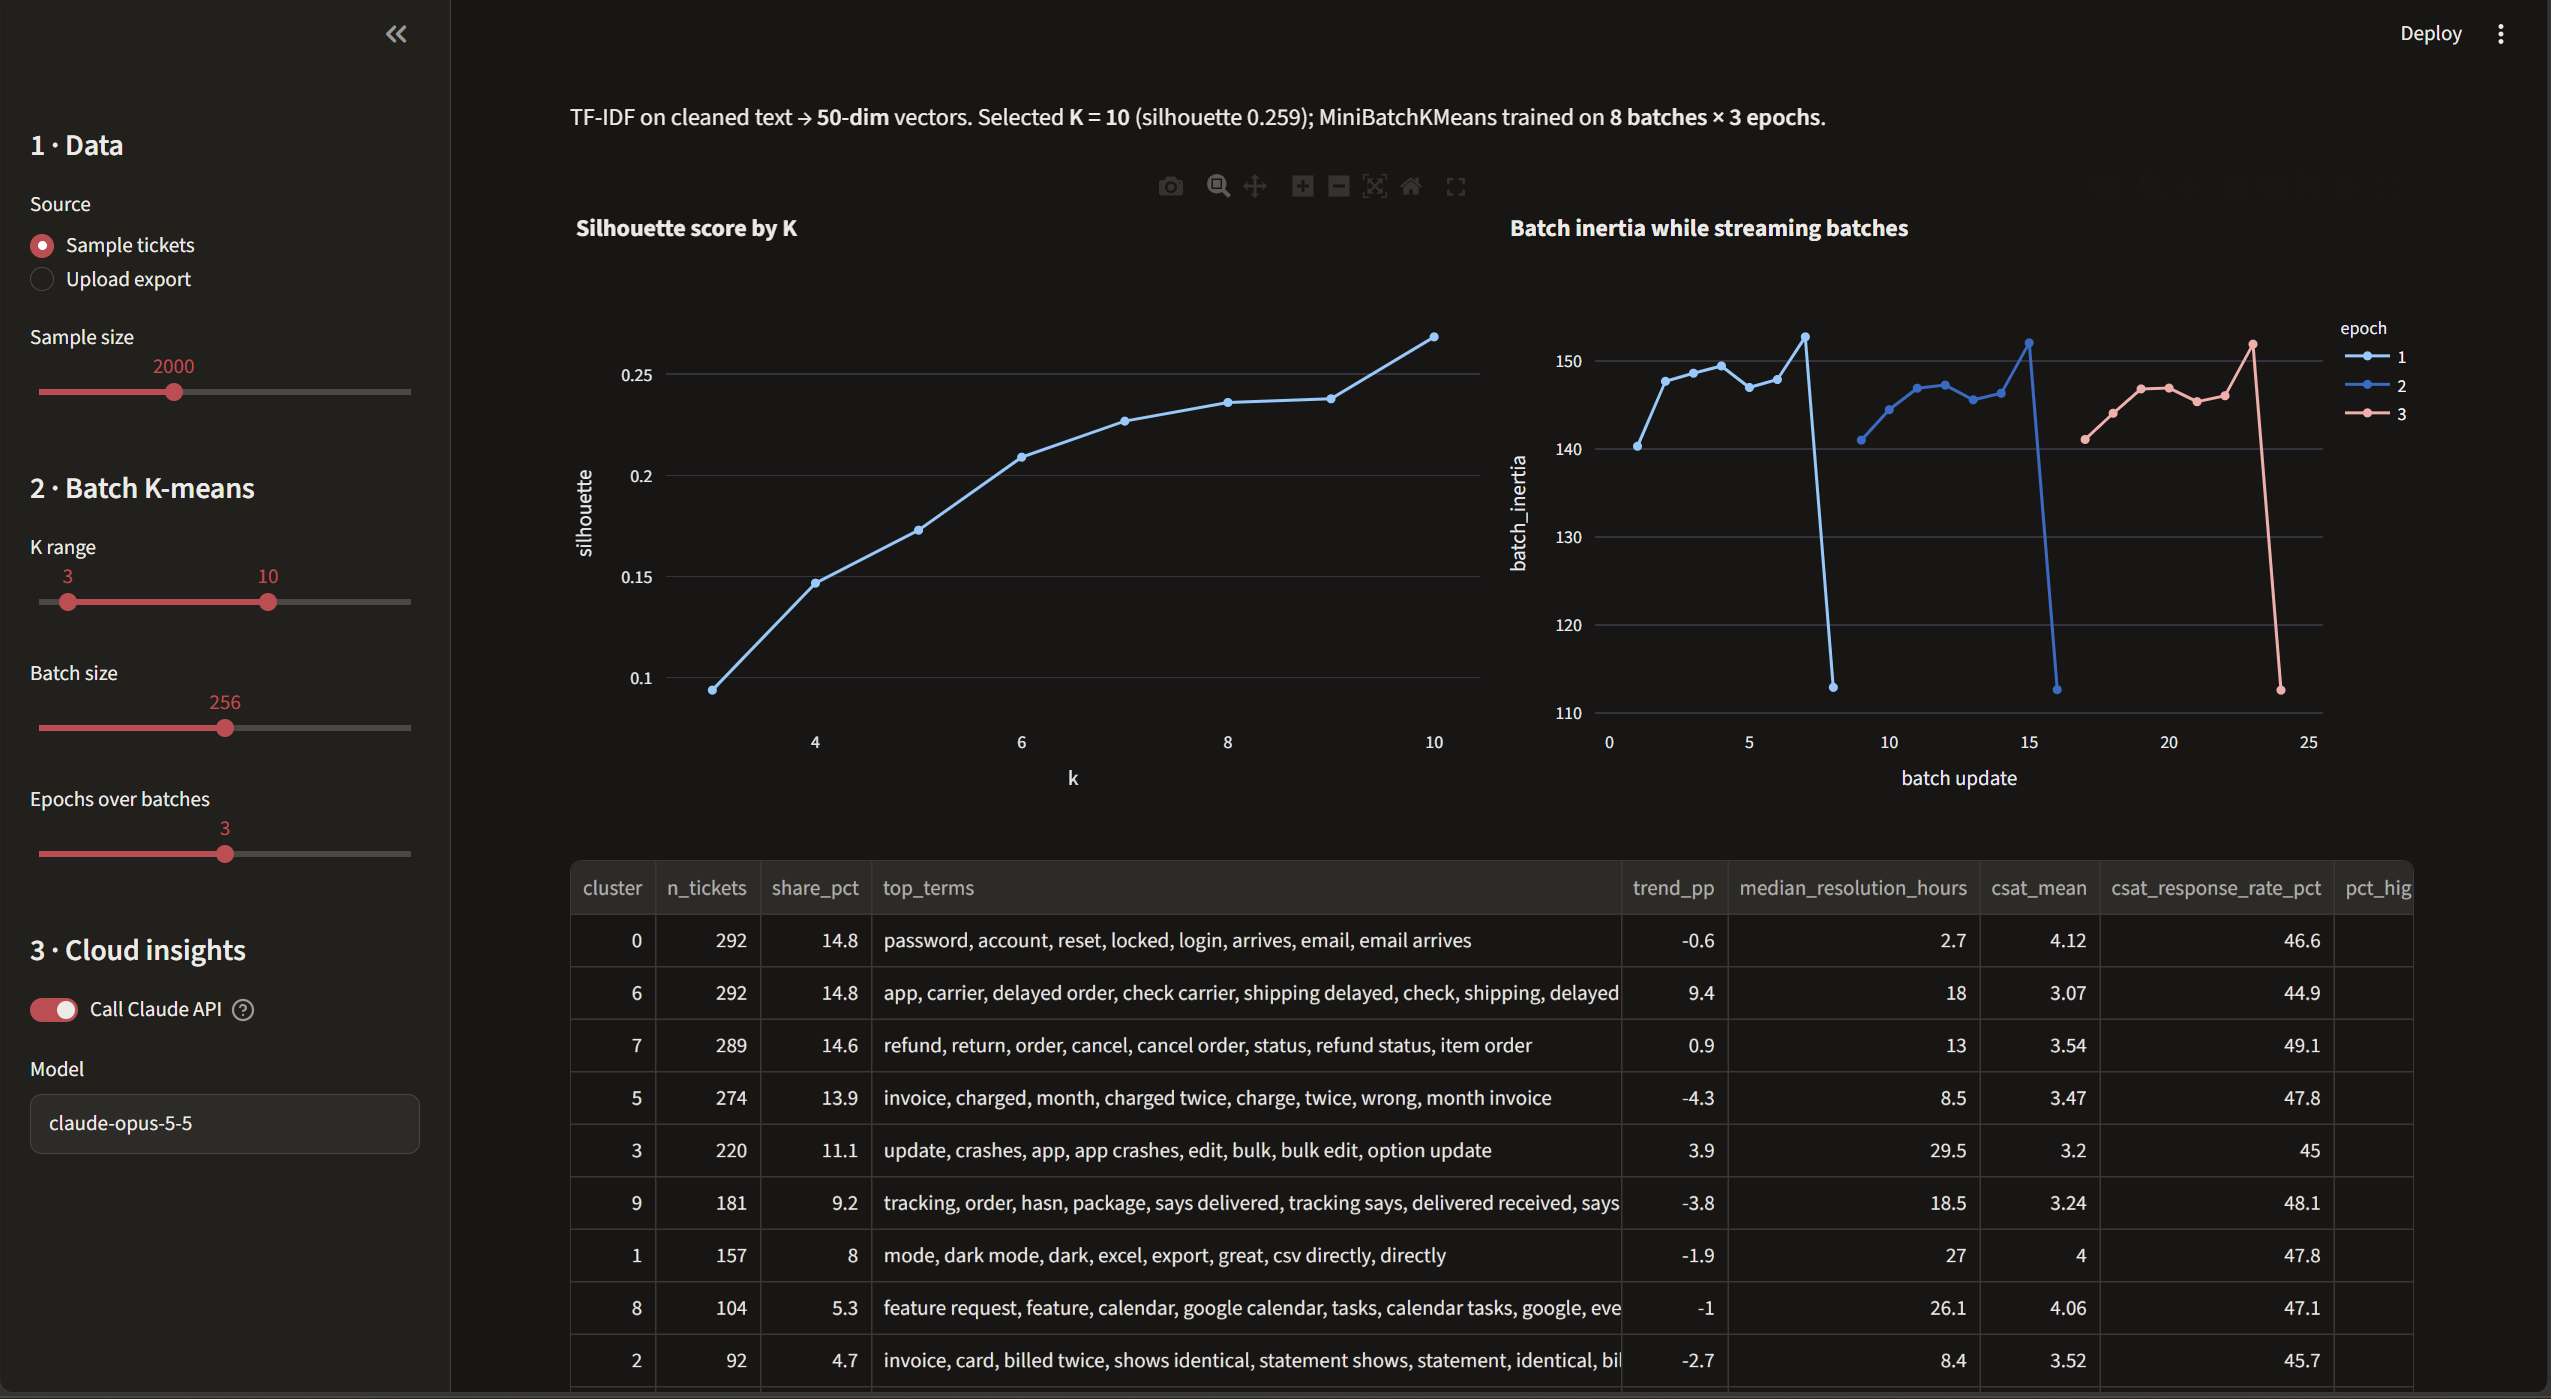 Deploy
1 · Data
Source
Sample tickets
Upload export
Sample size
2000
2 · Batch K-means
K range
3 10
Batch size
256
Epochs over batches
3
3 · Cloud insights
Call Claude API
Model
claude-opus-5-5
TF-IDF on cleaned text → 50-dim vectors. Selected K = 10 (silhouette 0.259); MiniBatchKMeans trained on 8 batches × 3 epochs.
Silhouette score by K
silhouette
0.25
0.2
0.15
0.1
4 6 8 10
k
Batch inertia while streaming batches
batch_inertia
150
140
130
120
110
0 5 10 15 20 25
batch update
epoch
1
2
3
cluster n_tickets share_pct top_terms trend_pp median_resolution_hours csat_mean csat_response_rate_pct pct_hig
0 292 14.8 password, account, reset, locked, login, arrives, email, email arrives -0.6 2.7 4.12 46.6
6 292 14.8 app, carrier, delayed order, check carrier, shipping delayed, check, shipping, delayed 9.4 18 3.07 44.9
7 289 14.6 refund, return, order, cancel, cancel order, status, refund status, item order 0.9 13 3.54 49.1
5 274 13.9 invoice, charged, month, charged twice, charge, twice, wrong, month invoice -4.3 8.5 3.47 47.8
3 220 11.1 update, crashes, app, app crashes, edit, bulk, bulk edit, option update 3.9 29.5 3.2 45
9 181 9.2 tracking, order, hasn, package, says delivered, tracking says, delivered received, says -3.8 18.5 3.24 48.1
1 157 8 mode, dark mode, dark, excel, export, great, csv directly, directly -1.9 27 4 47.8
8 104 5.3 feature request, feature, calendar, google calendar, tasks, calendar tasks, google, eve -1 26.1 4.06 47.1
2 92 4.7 invoice, card, billed twice, shows identical, statement shows, statement, identical, bil -2.7 8.4 3.52 45.7